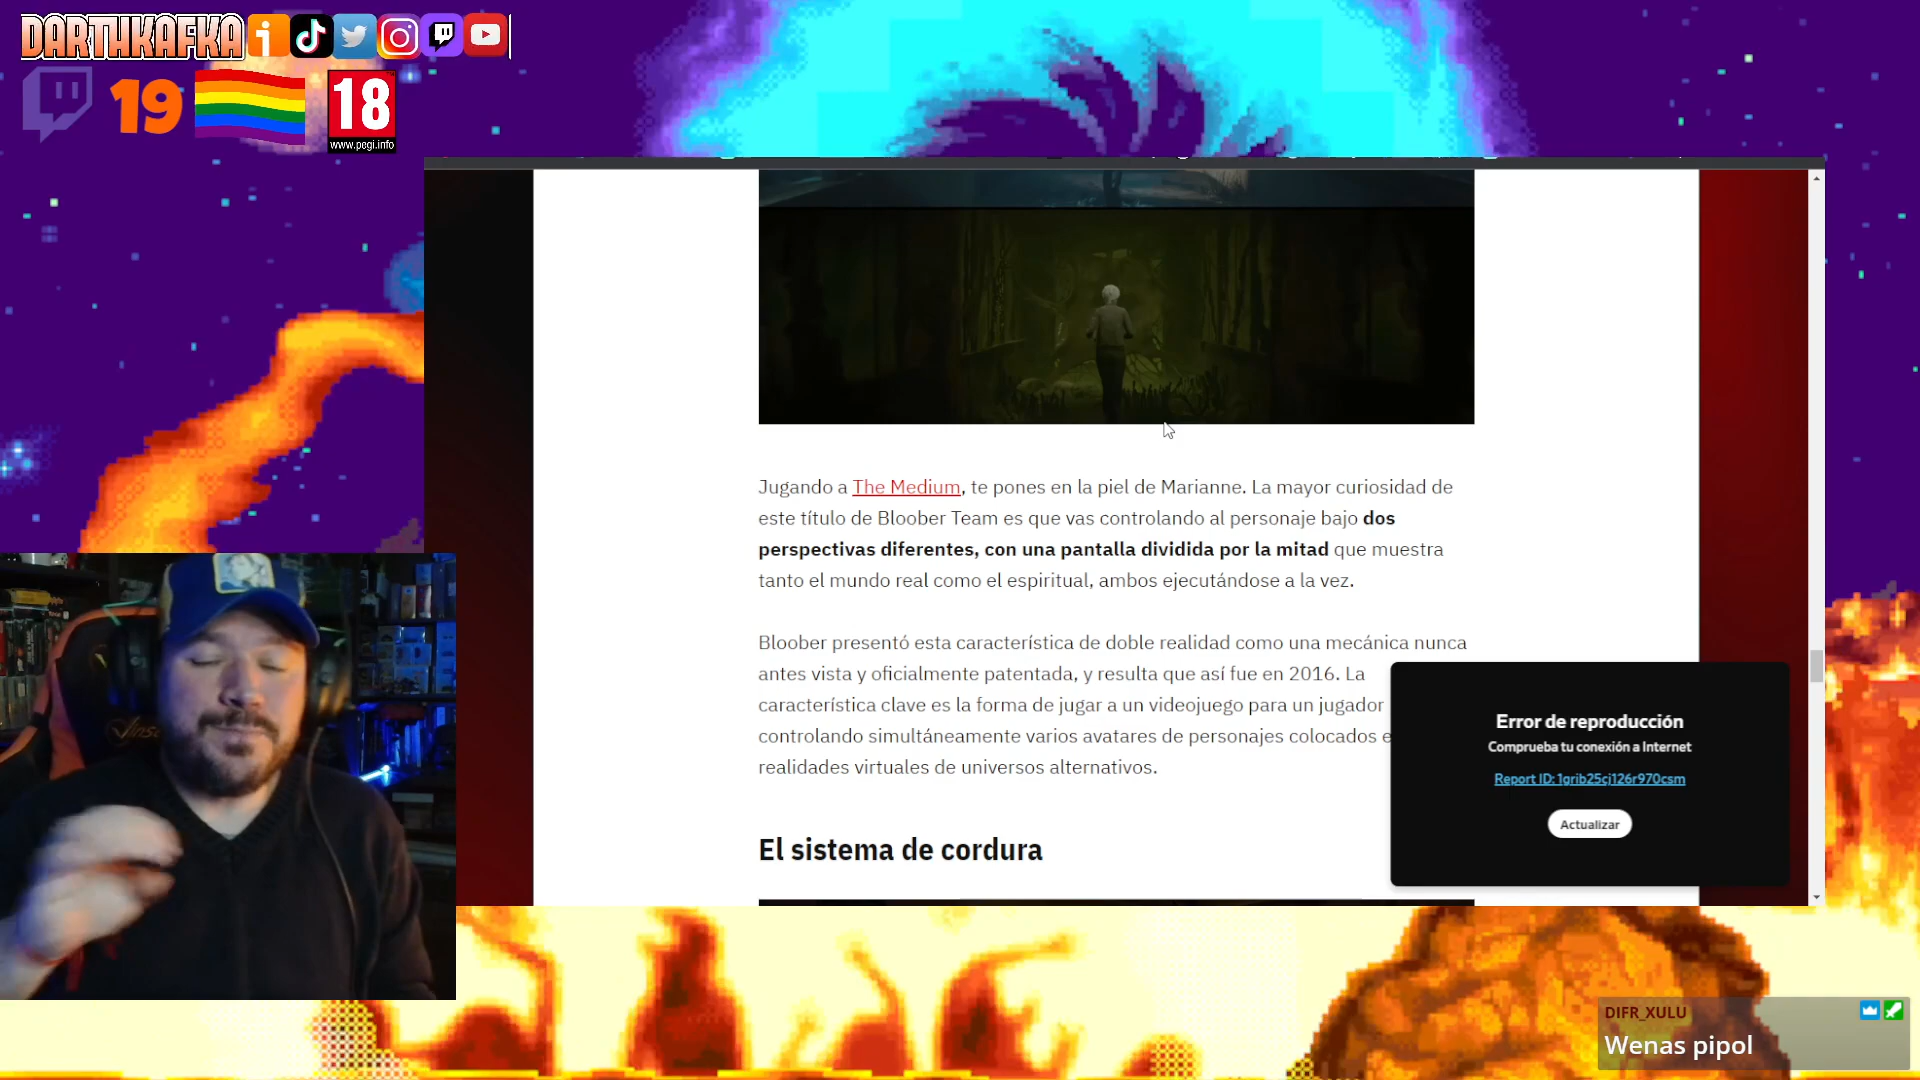 DARTHKAFKA
19
18
www.pegi.info
Jugando a The Medium, te pones en la piel de Marianne. La mayor curiosidad de
este título de Bloober Team es que vas controlando al personaje bajo dos
perspectivas diferentes, con una pantalla dividida por la mitad que muestra
tanto el mundo real como el espiritual, ambos ejecutándose a la vez.
Bloober presentó esta característica de doble realidad como una mecánica nunca
antes vista y oficialmente patentada, y resulta que así fue en 2016. La
característica clave es la forma de jugar a un videojuego para un jugador
controlando simultáneamente varios avatares de personajes colocados
realidades virtuales de universos alternativos.
El sistema de cordura
Error de reproducción
Comprueba tu conexión a Internet
Report ID: 1grib25cj126r970csm
Actualizar
DIFR_XULU
Wenas pipol